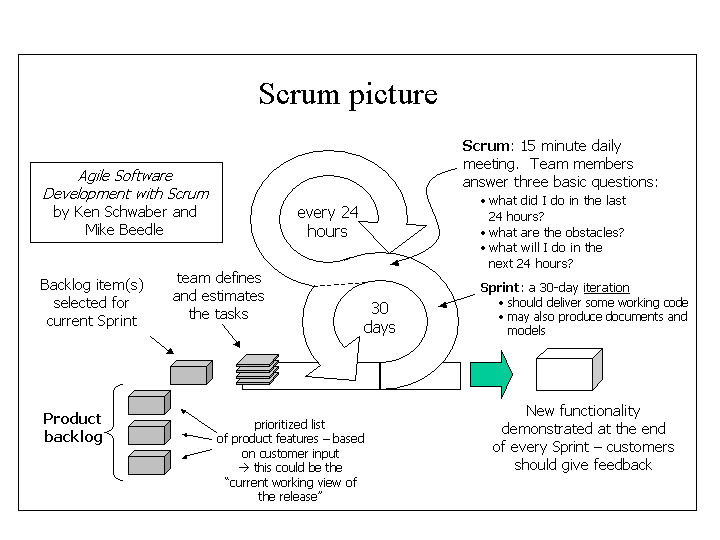 Scrum picture
Agile Software
Development with Scrum
by Ken Schwaber and
Mike Beedle
Scrum: 15 minute daily
meeting. Team members
answer three basic questions:
• what did I do in the last
24 hours?
• what are the obstacles?
• what will I do in the
next 24 hours?
every 24
hours
Backlog item(s)
selected for
current Sprint
team defines
and estimates
the tasks
Sprint: a 30-day iteration
• should deliver some working code
• may also produce documents and
models
30
days
Product
backlog
prioritized list
of product features – based
on customer input
→ this could be the
“current working view of
the release”
New functionality
demonstrated at the end
of every Sprint – customers
should give feedback